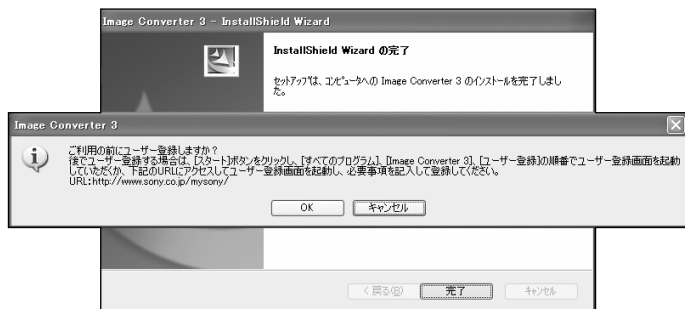 Image Converter 3 - InstallShield Wizard
InstallShield Wizard の完了
セットアップは、コンピュータへの Image Converter 3 のインストールを完了しまし
た。
Image Converter 3
ご利用の前にユーザー登録しますか？
後でユーザー登録する場合は、[スタート]ボタンをクリックし、[すべてのプログラム]、[Image Converter 3]、[ユーザー登録]の順番でユーザー登録画面を起動
していただくか、下記のURLにアクセスしてユーザー登録画面を起動し、必要事項を記入して登録してください。
URL:http://www.sony.co.jp/mysony/
OK キャンセル
< 戻る(B) 完了 キャンセル